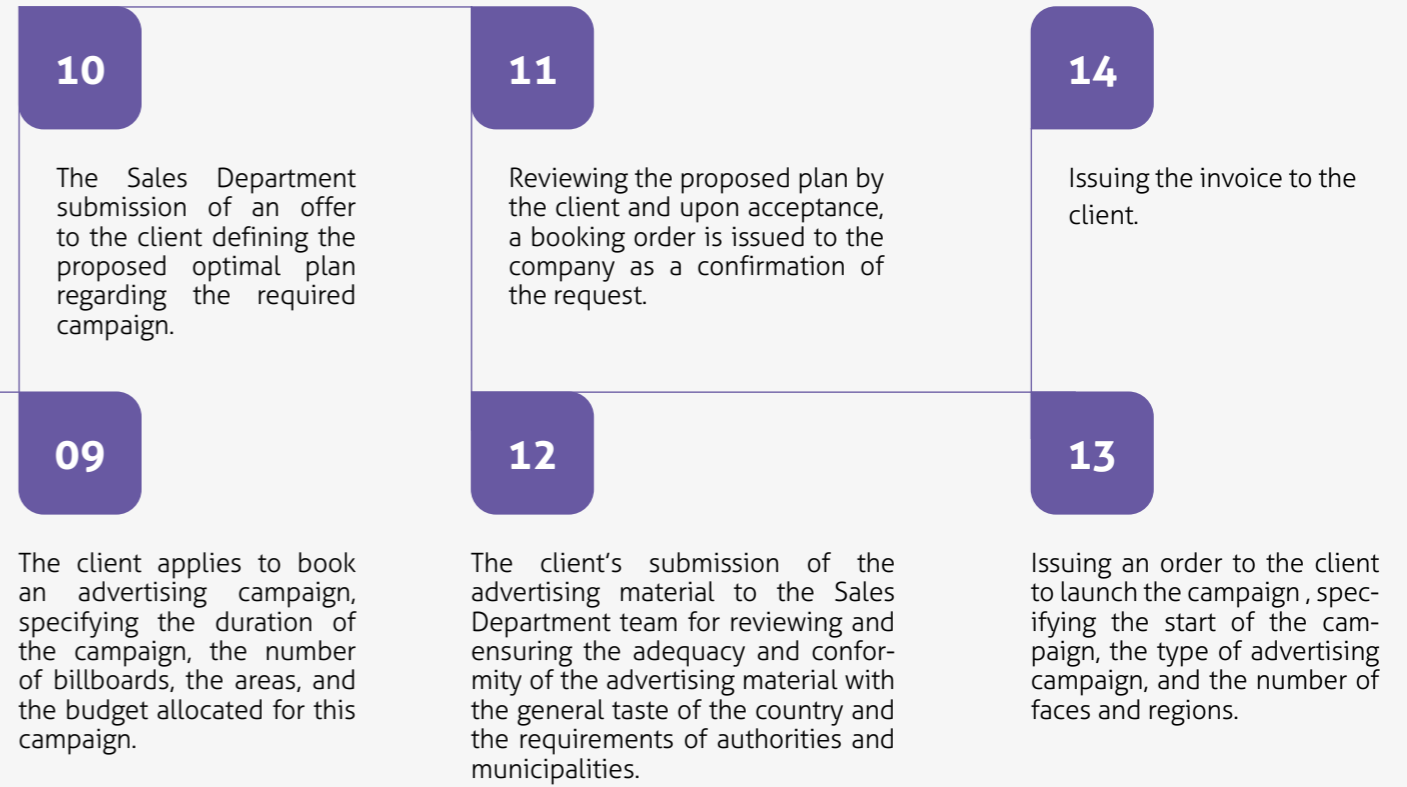 10
The Sales Department
submission of an offer
to the client defining the
proposed optimal plan
regarding the required
campaign.
11
Reviewing the proposed plan by
the client and upon acceptance,
a booking order is issued to the
company as a confirmation of
the request.
14
Issuing the invoice to the
client.
09
The client applies to book
an advertising campaign,
specifying the duration of
the campaign, the number
of billboards, the areas, and
the budget allocated for this
campaign.
12
The client’s submission of the
advertising material to the Sales
Department team for reviewing and
ensuring the adequacy and confor-
mity of the advertising material with
the general taste of the country and
the requirements of authorities and
municipalities.
13
Issuing an order to the client
to launch the campaign , spec-
ifying the start of the cam-
paign, the type of advertising
campaign, and the number of
faces and regions.